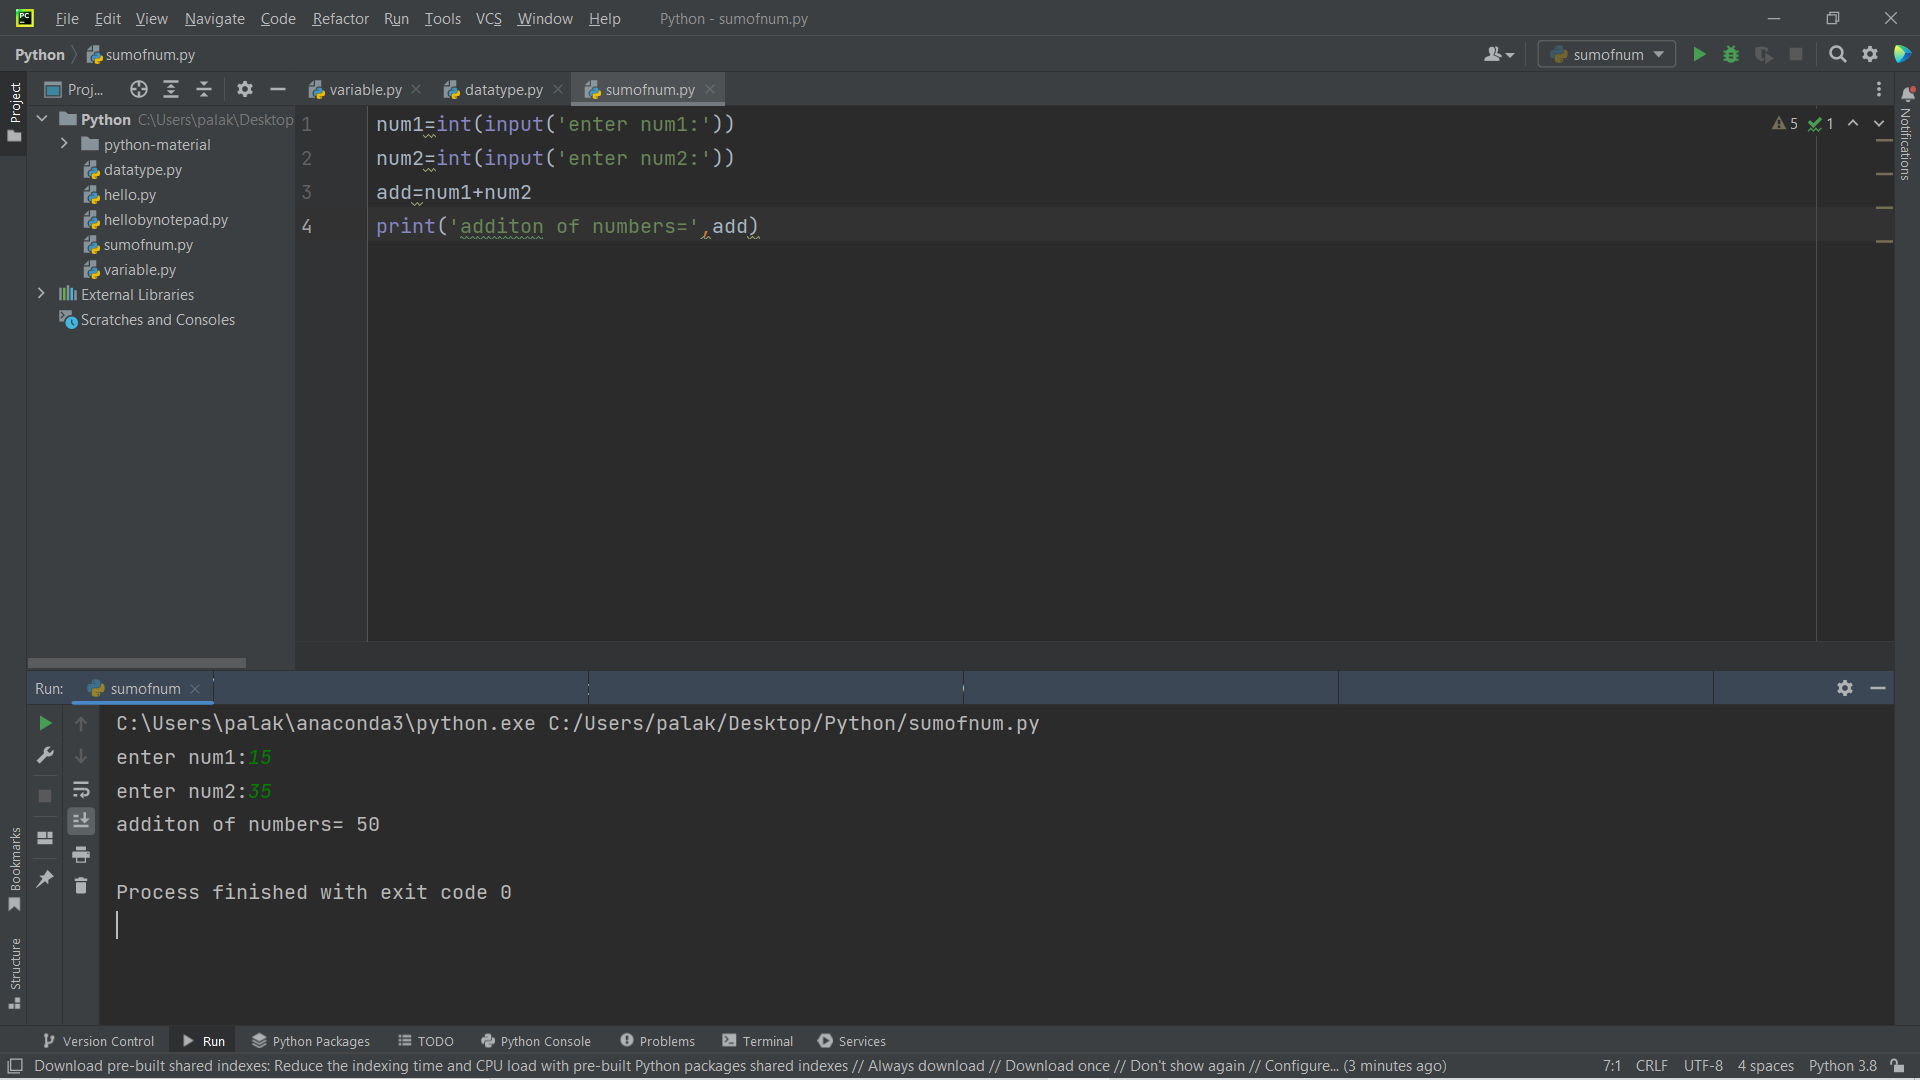 File Edit View Navigate Code Refactor Run Tools VCS Window Help Python - sumofnum.py
Python sumofnum.py sumofnum
Project Proj... variable.py datatype.py sumofnum.py
Notifications
Python C:\Users\palak\Desktop
python-material
datatype.py
hello.py
hellobynotepad.py
sumofnum.py
variable.py
External Libraries
Scratches and Consoles
1 num1=int(input('enter num1:')) 5 1
2 num2=int(input('enter num2:'))
3 add=num1+num2
4 print('additon of numbers=',add)
Run: sumofnum
C:\Users\palak\anaconda3\python.exe C:/Users/palak/Desktop/Python/sumofnum.py
enter num1:15
enter num2:35
additon of numbers= 50
Process finished with exit code 0
Bookmarks
Structure
Version Control Run Python Packages TODO Python Console Problems Terminal Services
Download pre-built shared indexes: Reduce the indexing time and CPU load with pre-built Python packages shared indexes // Always download // Download once // Don't show again // Configure... (3 minutes ago) 7:1 CRLF UTF-8 4 spaces Python 3.8